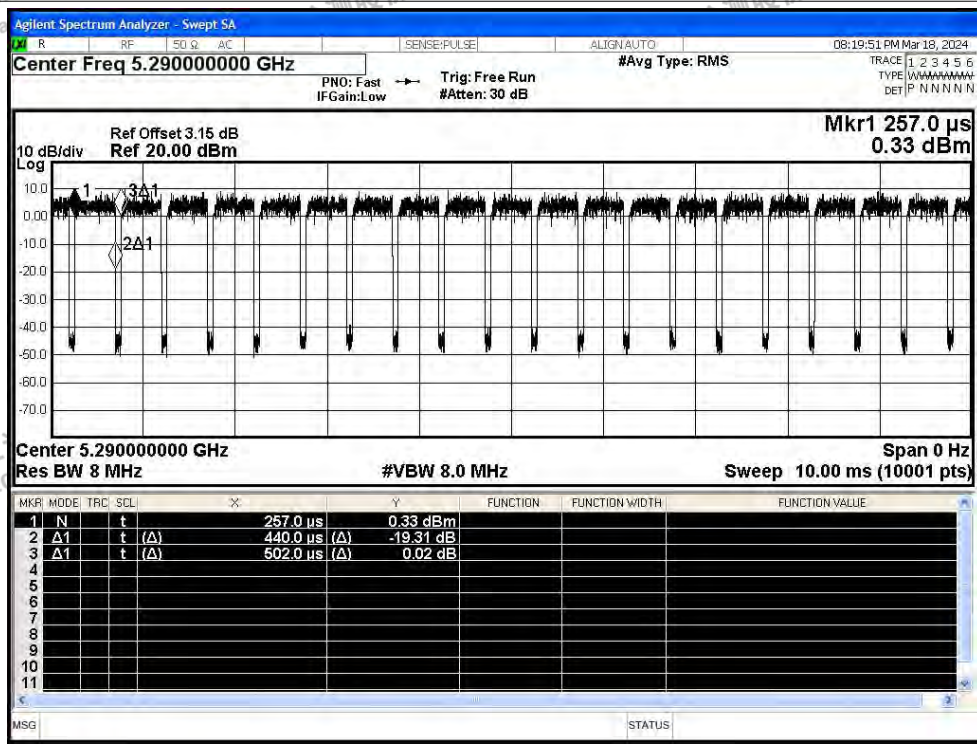 Agilent Spectrum Analyzer - Swept SA
R RF 50 Ω AC SENSE:PULSE ALIGN AUTO 08:19:51 PM Mar 18, 2024
Center Freq 5.290000000 GHz #Avg Type: RMS TRACE 1 2 3 4 5 6
PNO: Fast Trig: Free Run TYPE
IFGain:Low #Atten: 30 dB DET P N N N N N
Mkr1 257.0 µs
Ref Offset 3.15 dB
10 dB/div Ref 20.00 dBm 0.33 dBm
Log
10.0
0.00
-10.0
-20.0
-30.0
-40.0
-50.0
-60.0
-70.0
1 3Δ1
2Δ1
Center 5.290000000 GHz Span 0 Hz
Res BW 8 MHz #VBW 8.0 MHz Sweep 10.00 ms (10001 pts)
MKR MODE TRC SCL X Y FUNCTION FUNCTION WIDTH FUNCTION VALUE
1 N t 257.0 µs 0.33 dBm
2 Δ1 t (Δ) 440.0 µs (Δ) -19.31 dB
3 Δ1 t (Δ) 502.0 µs (Δ) 0.02 dB
4
5
6
7
8
9
10
11
MSG STATUS